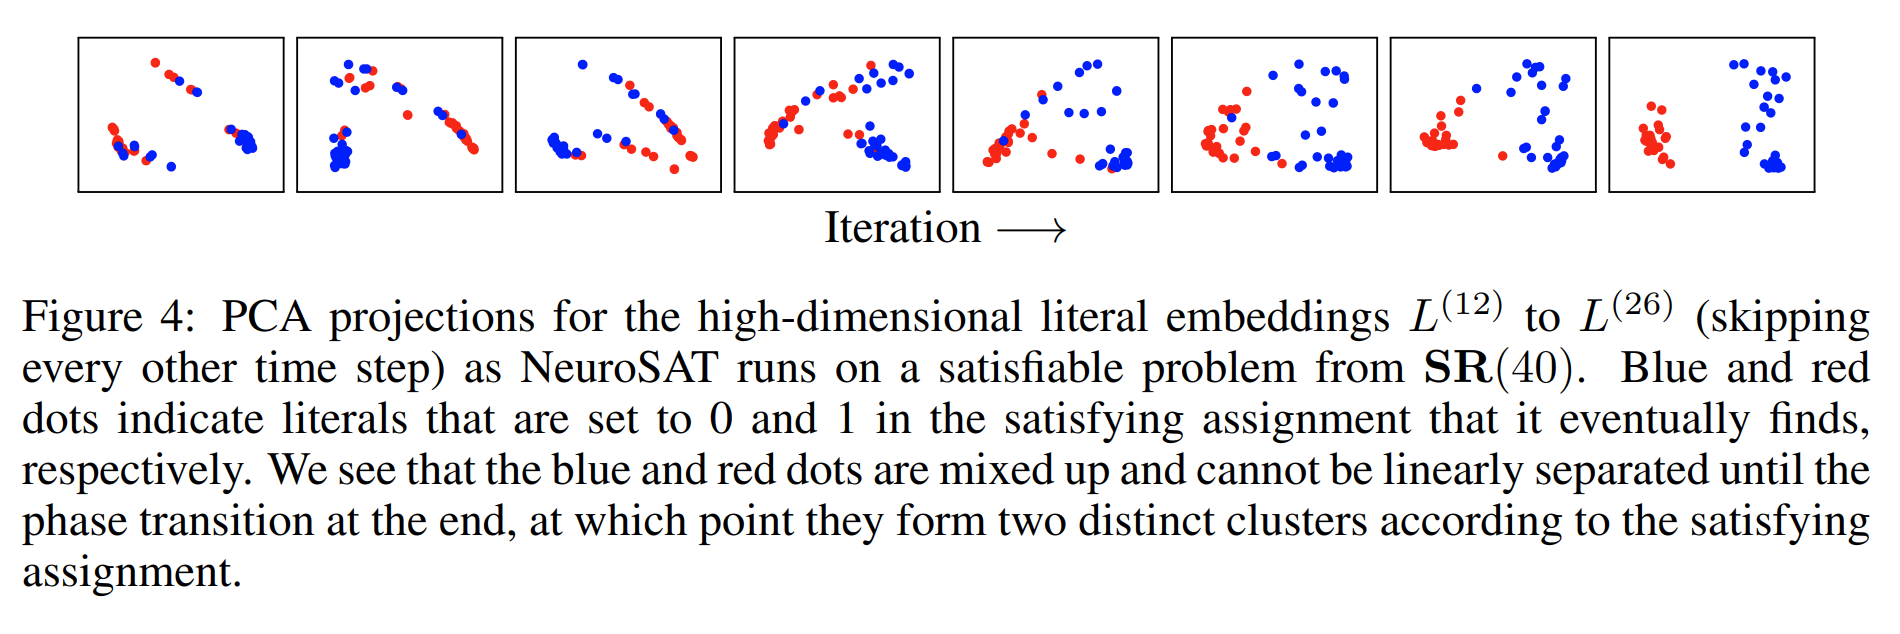 Iteration ⟶
Figure 4: PCA projections for the high-dimensional literal embeddings L^(12) to L^(26) (skipping
every other time step) as NeuroSAT runs on a satisfiable problem from SR(40). Blue and red
dots indicate literals that are set to 0 and 1 in the satisfying assignment that it eventually finds,
respectively. We see that the blue and red dots are mixed up and cannot be linearly separated until the
phase transition at the end, at which point they form two distinct clusters according to the satisfying
assignment.